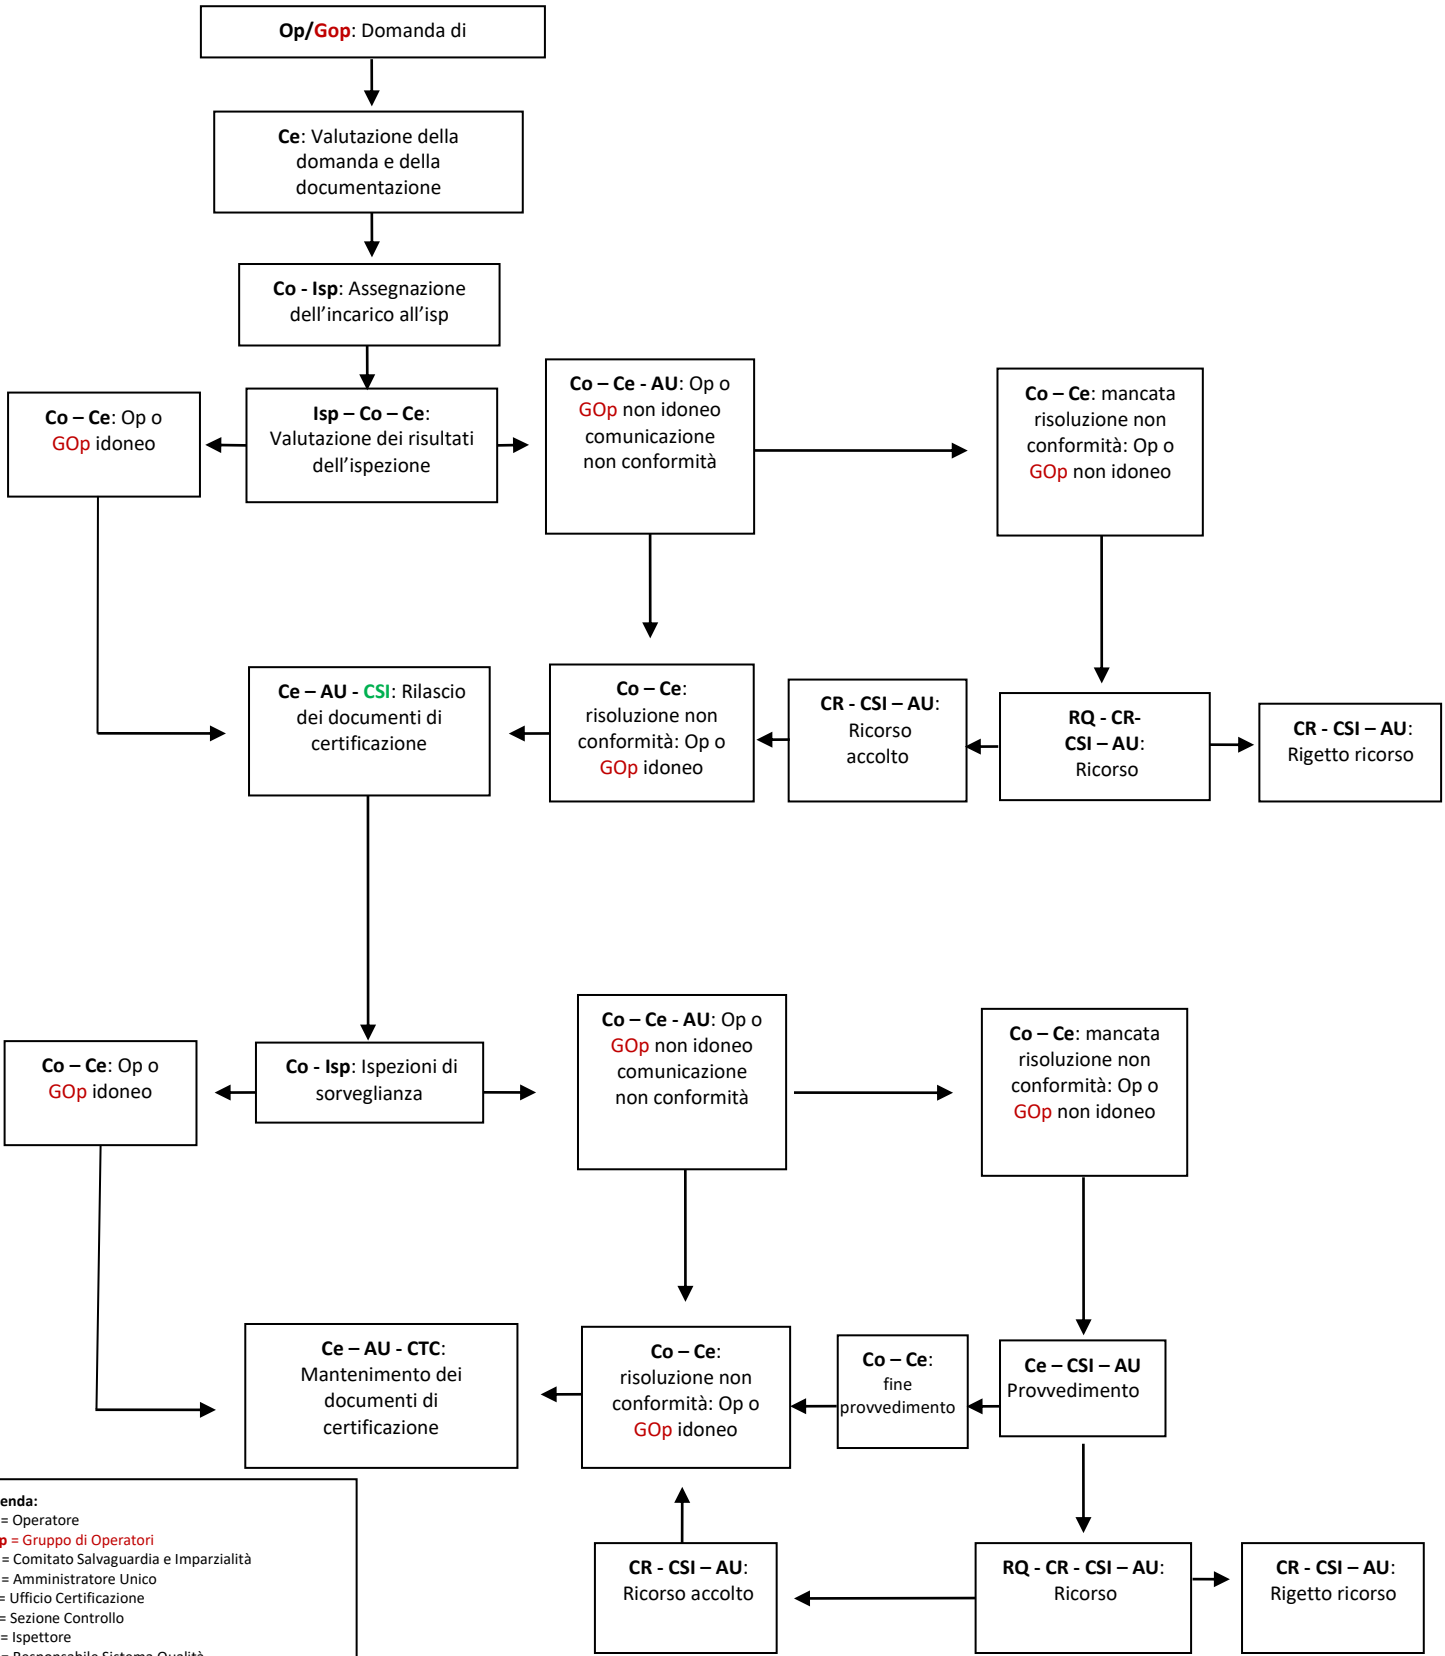 Op/Gop: Domanda di
Ce: Valutazione della
domanda e della
documentazione
Co - Isp: Assegnazione
dell'incarico all'isp
Co – Ce: Op o
GOp idoneo
Isp – Co – Ce:
Valutazione dei risultati
dell'ispezione
Co – Ce - AU: Op o
GOp non idoneo
comunicazione
non conformità
Co – Ce: mancata
risoluzione non
conformità: Op o
GOp non idoneo
Ce – AU - CSI: Rilascio
dei documenti di
certificazione
Co – Ce:
risoluzione non
conformità: Op o
GOp idoneo
CR - CSI – AU:
Ricorso
accolto
RQ - CR-
CSI – AU:
Ricorso
CR - CSI – AU:
Rigetto ricorso
Co – Ce: Op o
GOp idoneo
Co - Isp: Ispezioni di
sorveglianza
Co – Ce - AU: Op o
GOp non idoneo
comunicazione
non conformità
Co – Ce: mancata
risoluzione non
conformità: Op o
GOp non idoneo
Ce – AU - CTC:
Mantenimento dei
documenti di
certificazione
Co – Ce:
risoluzione non
conformità: Op o
GOp idoneo
Co – Ce:
fine
provvedimento
Ce – CSI – AU
Provvedimento
CR - CSI – AU:
Ricorso accolto
RQ - CR - CSI – AU:
Ricorso
CR - CSI – AU:
Rigetto ricorso
enda:
= Operatore
p = Gruppo di Operatori
= Comitato Salvaguardia e Imparzialità
= Amministratore Unico
= Ufficio Certificazione
= Sezione Controllo
= Ispettore
= Responsabile Sistema Qualità